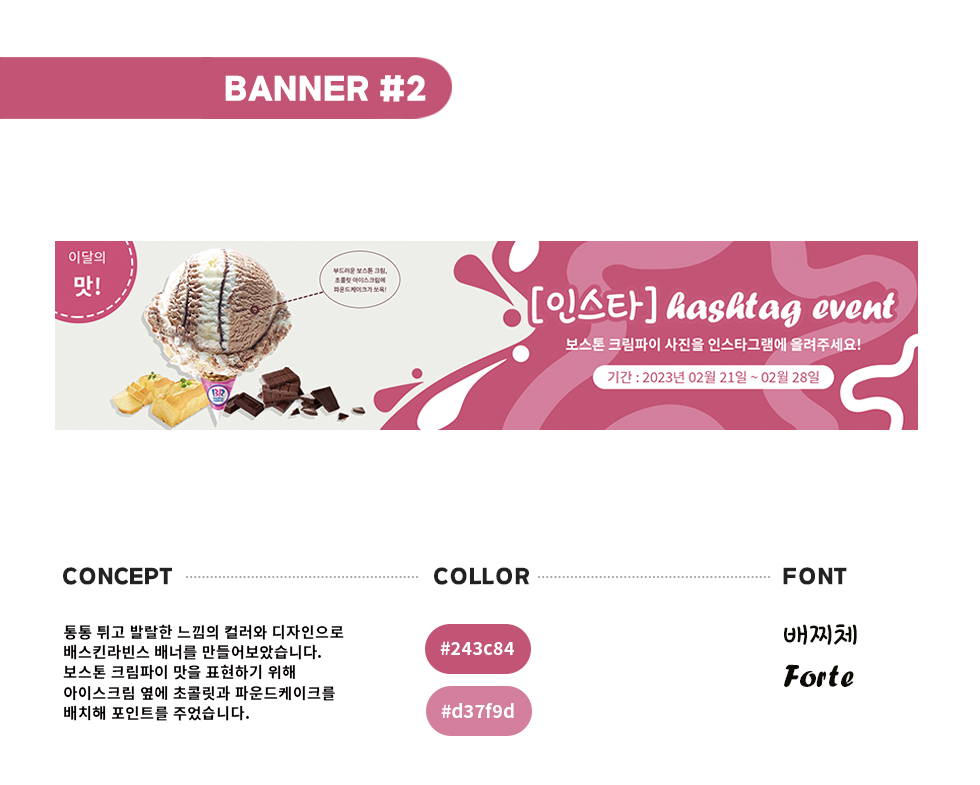 BANNER #2
이달의
맛!
부드러운 보스톤 크림,
초콜릿 아이스크림에
파운드케이크가 쏘옥!
BR
[인스타] hashtag event
보스톤 크림파이 사진을 인스타그램에 올려주세요!
기간 : 2023년 02월 21일 ~ 02월 28일
CONCEPT
COLLOR
FONT
통통 튀고 발랄한 느낌의 컬러와 디자인으로
배스킨라빈스 배너를 만들어보았습니다.
보스톤 크림파이 맛을 표현하기 위해
아이스크림 옆에 초콜릿과 파운드케이크를
배치해 포인트를 주었습니다.
#243c84
#d37f9d
배찌체
Forte